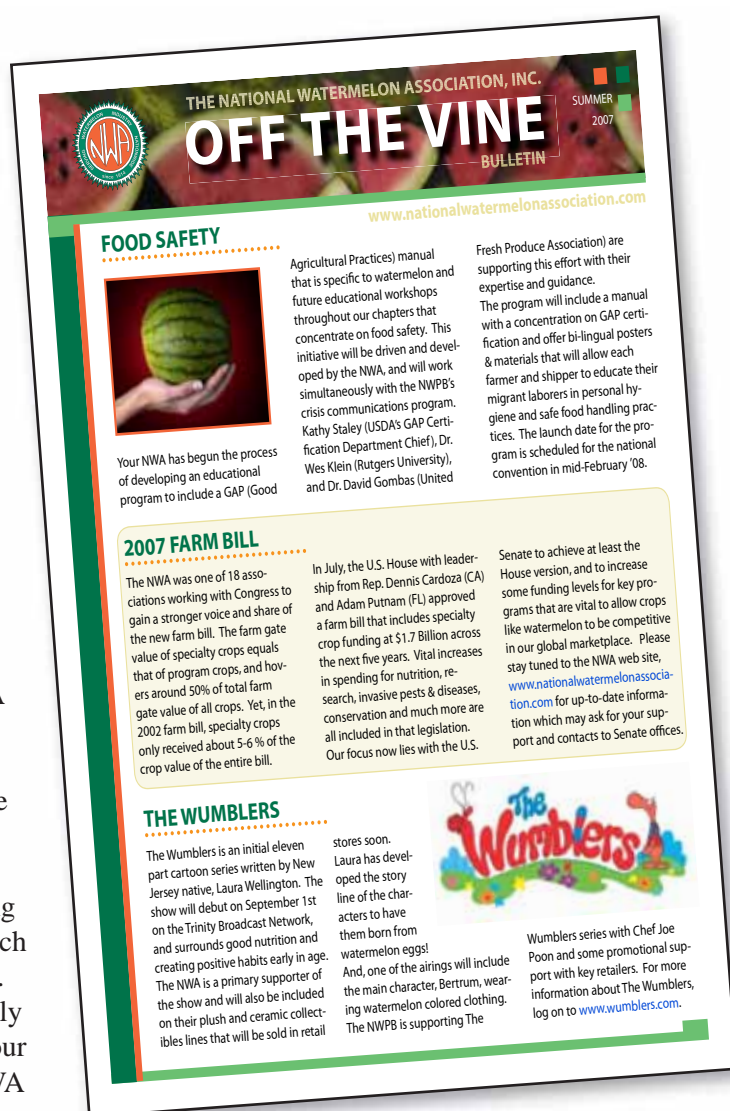 THE NATIONAL WATERMELON ASSOCIATION, INC.
OFF THE VINE
BULLETIN
SUMMER
2007
NWA
SINCE 1914
www.nationalwatermelonassociation.com
FOOD SAFETY
Your NWA has begun the process
of developing an educational
program to include a GAP (Good
Agricultural Practices) manual
that is specific to watermelon and
future educational workshops
throughout our chapters that
concentrate on food safety. This
initiative will be driven and devel-
oped by the NWA, and will work
simultaneously with the NWPB's
crisis communications program.
Kathy Staley (USDA's GAP Certi-
fication Department Chief), Dr.
Wes Klein (Rutgers University),
and Dr. David Gombas (United
Fresh Produce Association) are
supporting this effort with their
expertise and guidance.
The program will include a manual
with a concentration on GAP certi-
fication and offer bi-lingual posters
& materials that will allow each
farmer and shipper to educate their
migrant laborers in personal hy-
giene and safe food handling prac-
tices. The launch date for the pro-
gram is scheduled for the national
convention in mid-February '08.
2007 FARM BILL
The NWA was one of 18 asso-
ciations working with Congress to
gain a stronger voice and share of
the new farm bill. The farm gate
value of specialty crops equals
that of program crops, and hov-
ers around 50% of total farm
gate value of all crops. Yet, in the
2002 farm bill, specialty crops
only received about 5-6 % of the
crop value of the entire bill.
In July, the U.S. House with leader-
ship from Rep. Dennis Cardoza (CA)
and Adam Putnam (FL) approved
a farm bill that includes specialty
crop funding at $1.7 Billion across
the next five years. Vital increases
in spending for nutrition, re-
search, invasive pests & diseases,
conservation and much more are
all included in that legislation.
Our focus now lies with the U.S.
Senate to achieve at least the
House version, and to increase
some funding levels for key pro-
grams that are vital to allow crops
like watermelon to be competitive
in our global marketplace. Please
stay tuned to the NWA web site,
www.nationalwatermelonassocia-
tion.com for up-to-date informa-
tion which may ask for your sup-
port and contacts to Senate offices.
THE WUMBLERS
The Wumblers is an initial eleven
part cartoon series written by New
Jersey native, Laura Wellington. The
show will debut on September 1st
on the Trinity Broadcast Network,
and surrounds good nutrition and
creating positive habits early in age.
The NWA is a primary supporter of
the show and will also be included
on their plush and ceramic collect-
ibles lines that will be sold in retail
stores soon.
Laura has devel-
oped the story
line of the char-
acters to have
them born from
watermelon eggs!
And, one of the airings will include
the main character, Bertrum, wear-
ing watermelon colored clothing.
The NWPB is supporting The
The
Wumblers
Wumblers series with Chef Joe
Poon and some promotional sup-
port with key retailers. For more
information about The Wumblers,
log on to www.wumblers.com.
A
e
g
ch
.
ly
our
WA